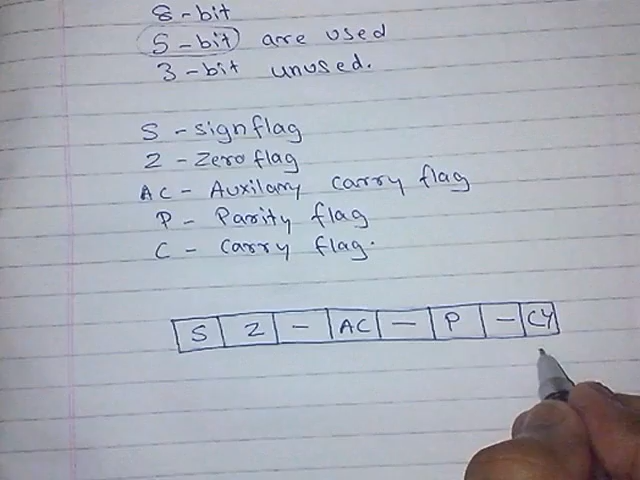 8-bit
5-bit are used
3-bit unused.
S - signflag
Z - Zero flag
AC - Auxilary carry flag
P - Parity flag
C - Carry flag.
S Z - AC - P - CY